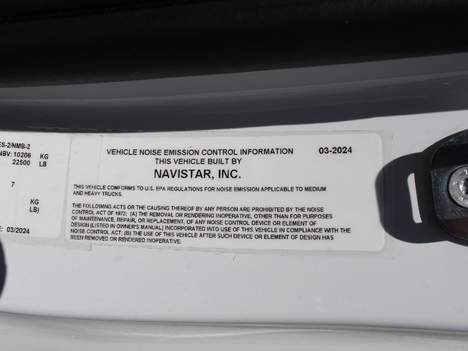 ES-2/NMB-2
NBV: 10206 KG
22500 LB
7
KG
LB)
03/2024
VEHICLE NOISE EMISSION CONTROL INFORMATION 03-2024
THIS VEHICLE BUILT BY
NAVISTAR, INC.
THIS VEHICLE CONFORMS TO U.S. EPA REGULATIONS FOR NOISE EMISSION APPLICABLE TO MEDIUM
AND HEAVY TRUCKS.
THE FOLLOWING ACTS OR THE CAUSING THEREOF BY ANY PERSON ARE PROHIBITED BY THE NOISE
CONTROL ACT OF 1972: (A) THE REMOVAL OR RENDERING INOPERATIVE, OTHER THAN FOR PURPOSES
OF MAINTENANCE, REPAIR, OR REPLACEMENT, OF ANY NOISE CONTROL DEVICE OR ELEMENT OF
DESIGN (LISTED IN OWNER'S MANUAL) INCORPORATED INTO USE OF VEHICLE IN COMPLIANCE WITH THE
NOISE CONTROL ACT; (B) THE USE OF THIS VEHICLE AFTER SUCH DEVICE OR ELEMENT OF DESIGN HAS
BEEN REMOVED OR RENDERED INOPERATIVE.